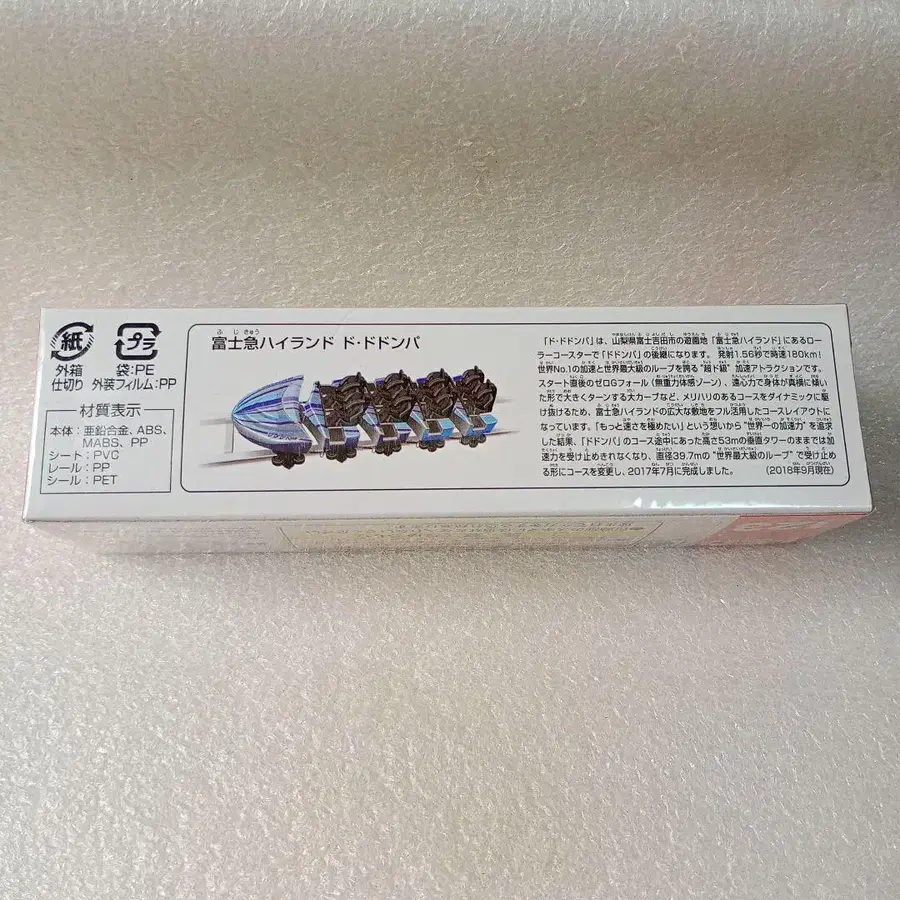 紙
プラ
外箱
仕切り
袋:PE
外装フィルム:PP
材質表示
本体:亜鉛合金、ABS、
MABS、PP
シート:PVC
レール:PP
シール:PET
ふじきゅう
富士急ハイランド ド・ドドンパ
「ド・ドドンパ」は、山梨県富士吉田市の遊園地「富士急ハイランド」にあるロー
ラーコースターで「ドドンパ」の後継になります。発射1.56秒で時速180km!
世界No.1の加速と世界最大級のループを誇る"超ド級"加速アトラクションです。
スタート直後のゼロGフォール(無重力体感ゾーン)、遠心力で身体が真横に傾い
た形で大きくターンする大カーブなど、メリハリのあるコースをダイナミックに駆
け抜けるため、富士急ハイランドの広大な敷地をフル活用したコースレイアウトに
なっています。「もっと速さを極めたい」という想いから"世界一の加速力"を追求
した結果、「ドドンパ」のコース途中にあった高さ53mの垂直タワーのままでは加
速力を受け止めきれなくなり、直径39.7mの"世界最大級のループ"で受け止め
る形にコースを変更し、2017年7月に完成しました。
(2018年9月現在)